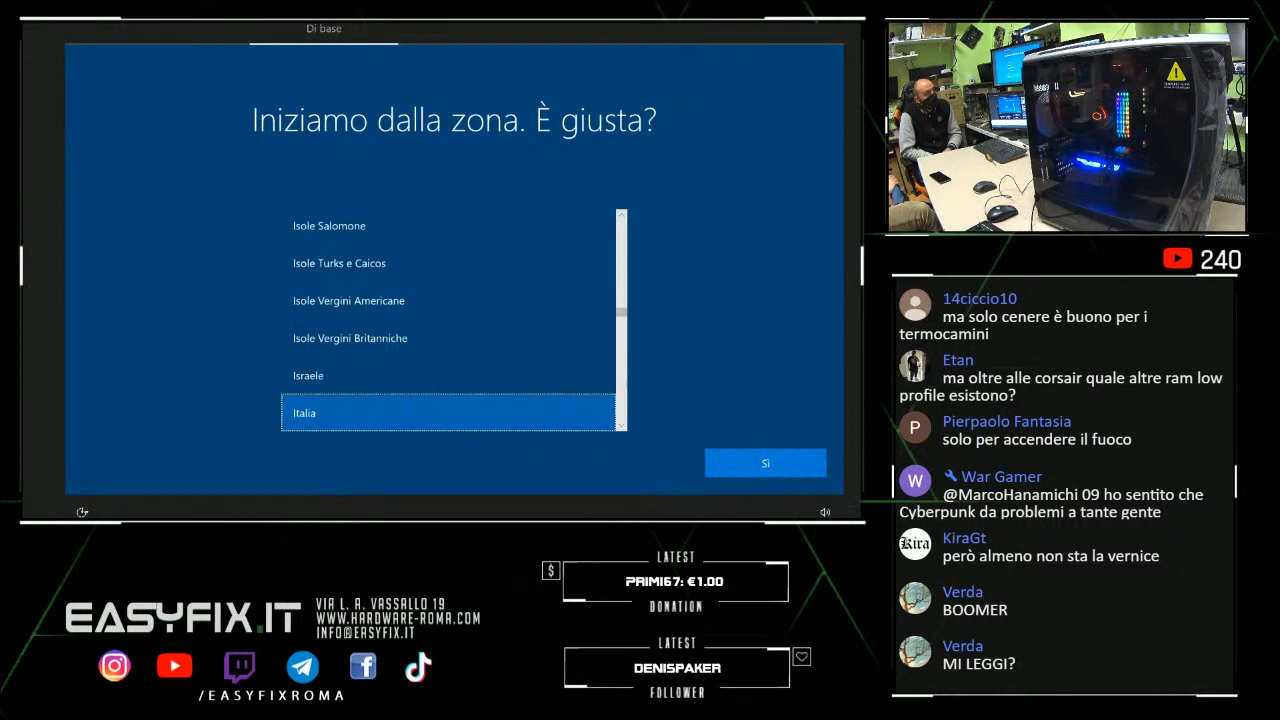 Di base
Iniziamo dalla zona. È giusta?
Isole Salomone
Isole Turks e Caicos
Isole Vergini Americane
Isole Vergini Britanniche
Israele
Italia
Sì
240
14ciccio10
ma solo cenere è buono per i
termocamini
Etan
ma oltre alle corsair quale altre ram low
profile esistono?
P
Pierpaolo Fantasia
solo per accendere il fuoco
W
War Gamer
@MarcoHanamichi 09 ho sentito che
Cyberpunk da problemi a tante gente
Kira
KiraGt
però almeno non sta la vernice
Verda
BOOMER
Verda
MI LEGGI?
EASYFIX.IT
VIA L. A. VASSALLO 19
WWW.HARDWARE-ROMA.COM
INFO@EASYFIX.IT
/EASYFIXROMA
LATEST
$
PRIMI67: €1.00
DONATION
LATEST
DENISPAKER
FOLLOWER